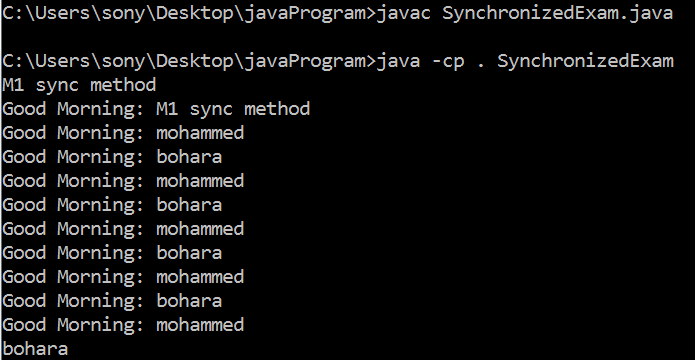 C:\Users\sony\Desktop\javaProgram>javac SynchronizedExam.java
C:\Users\sony\Desktop\javaProgram>java -cp . SynchronizedExam
M1 sync method
Good Morning: M1 sync method
Good Morning: mohammed
Good Morning: bohara
Good Morning: mohammed
Good Morning: bohara
Good Morning: mohammed
Good Morning: bohara
Good Morning: mohammed
Good Morning: bohara
Good Morning: mohammed
bohara